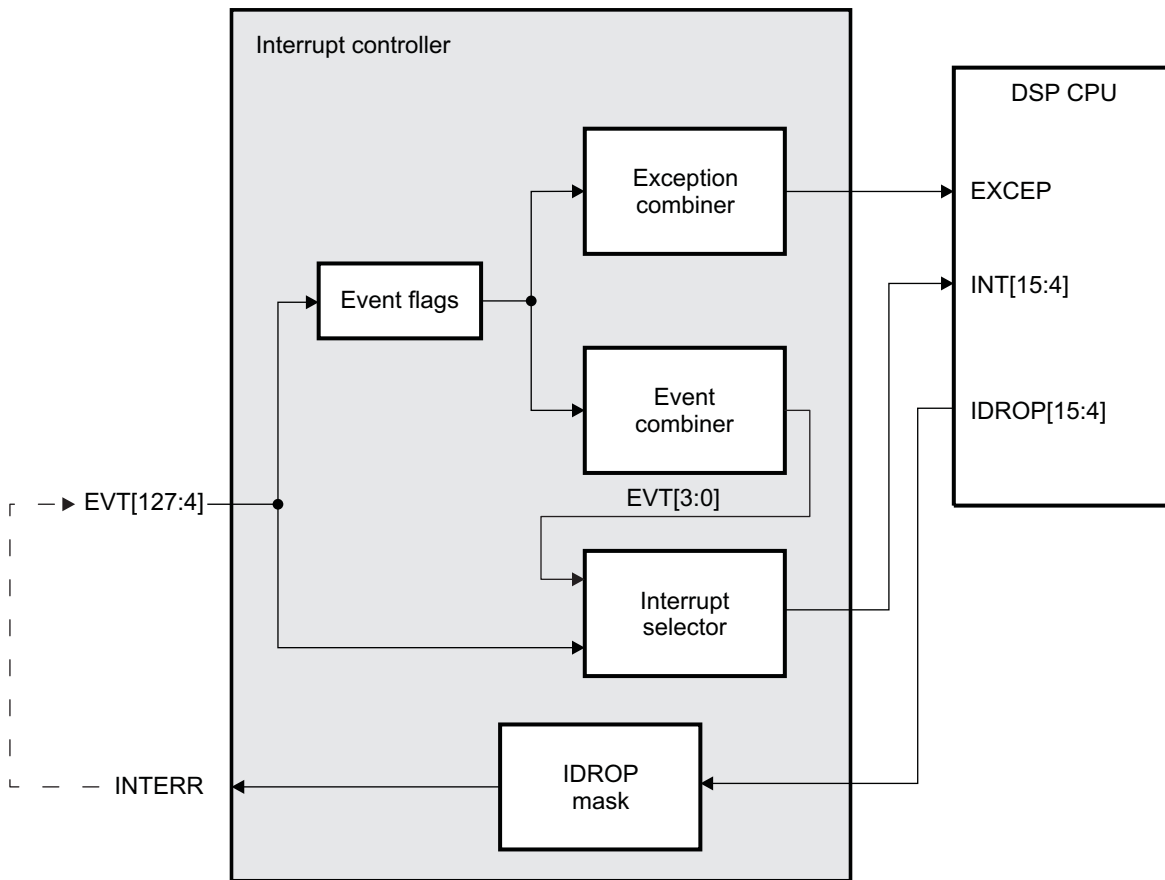 Interrupt controller
DSP CPU
Exception
combiner
EXCEP
Event flags
INT[15:4]
Event
combiner
IDROP[15:4]
EVT[127:4]
EVT[3:0]
Interrupt
selector
INTERR
IDROP
mask